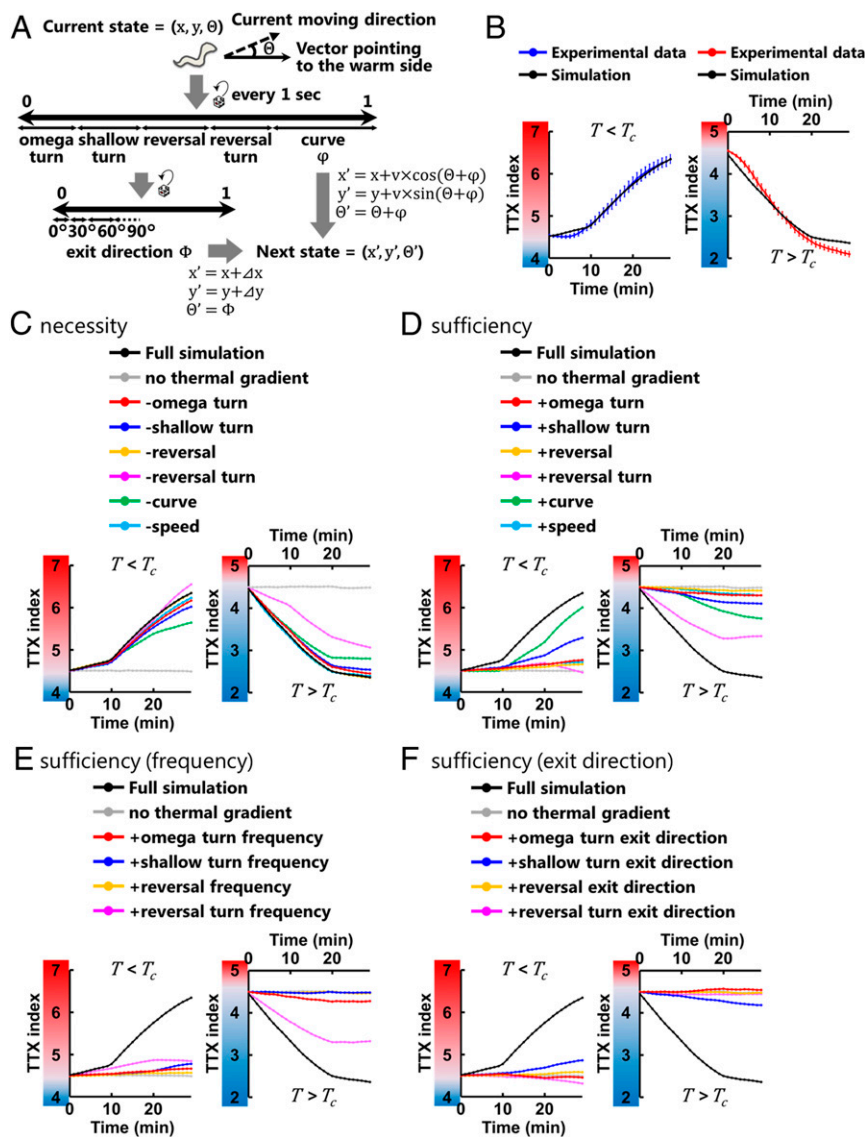 A
Current state = (x, y, Θ)
Current moving direction
Θ
Vector pointing
to the warm side
every 1 sec
0 1
omega
turn
shallow
turn
reversal
reversal
turn
curve
φ
0 1
0° 30° 60° 90°
exit direction Φ
x' = x+v×cos(Θ+φ)
y' = y+v×sin(Θ+φ)
Θ' = Θ+φ
Next state = (x', y', Θ')
x' = x+Δx
y' = y+Δy
Θ' = Φ
B
Experimental data
Simulation
Experimental data
Simulation
TTX index
7
6
5
4
T < Tc
0 10 20
Time (min)
Time (min)
0 10 20
TTX index
5
4
3
2
T > Tc
C necessity
Full simulation
no thermal gradient
-omega turn
-shallow turn
-reversal
-reversal turn
-curve
-speed
TTX index
7
6
5
4
T < Tc
0 10 20
Time (min)
Time (min)
0 10 20
TTX index
5
4
3
2
T > Tc
D sufficiency
Full simulation
no thermal gradient
+omega turn
+shallow turn
+reversal
+reversal turn
+curve
+speed
TTX index
7
6
5
4
T < Tc
0 10 20
Time (min)
Time (min)
0 10 20
TTX index
5
4
3
2
T > Tc
E sufficiency (frequency)
Full simulation
no thermal gradient
+omega turn frequency
+shallow turn frequency
+reversal frequency
+reversal turn frequency
TTX index
7
6
5
4
T < Tc
0 10 20
Time (min)
Time (min)
0 10 20
TTX index
5
4
3
2
T > Tc
F sufficiency (exit direction)
Full simulation
no thermal gradient
+omega turn exit direction
+shallow turn exit direction
+reversal exit direction
+reversal turn exit direction
TTX index
7
6
5
4
T < Tc
0 10 20
Time (min)
Time (min)
0 10 20
TTX index
5
4
3
2
T > Tc